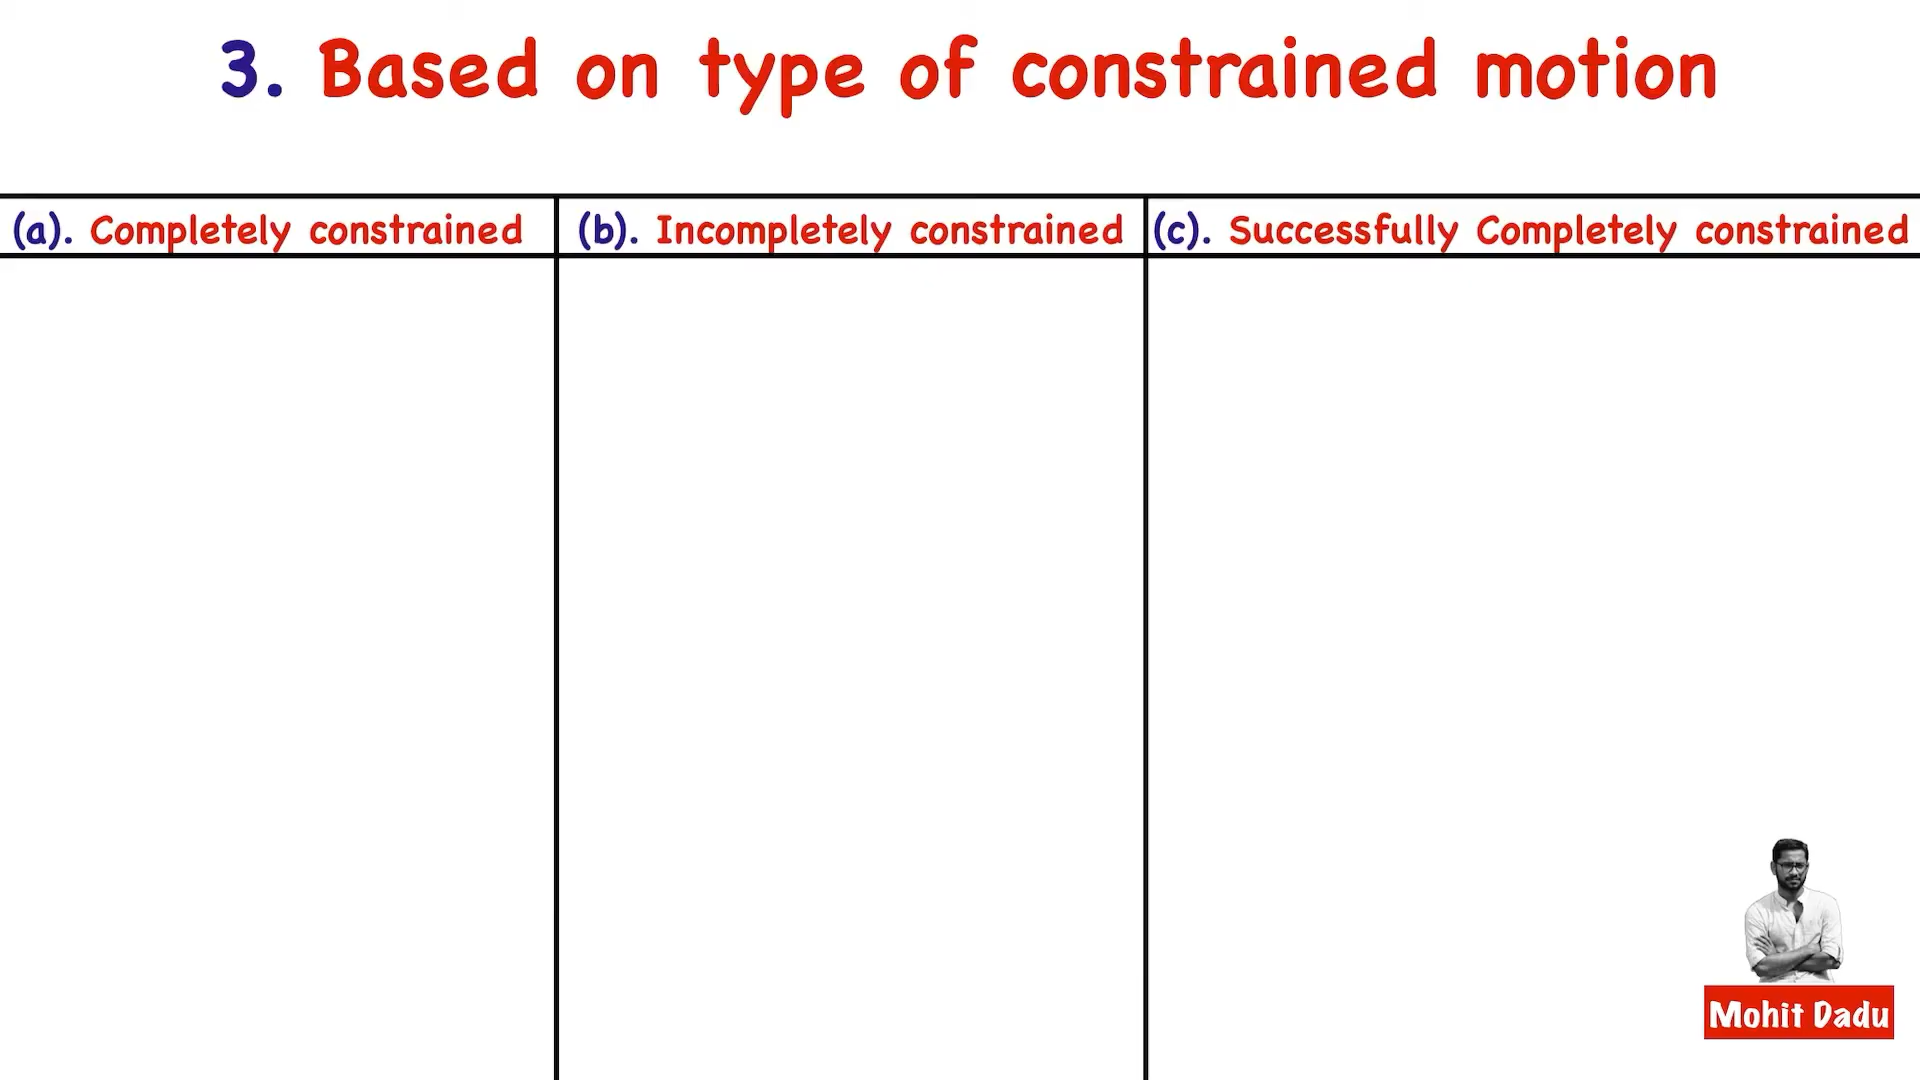 3. Based on type of constrained motion
(a). Completely constrained
(b). Incompletely constrained
(c). Successfully Completely constrained
Mohit Dadu